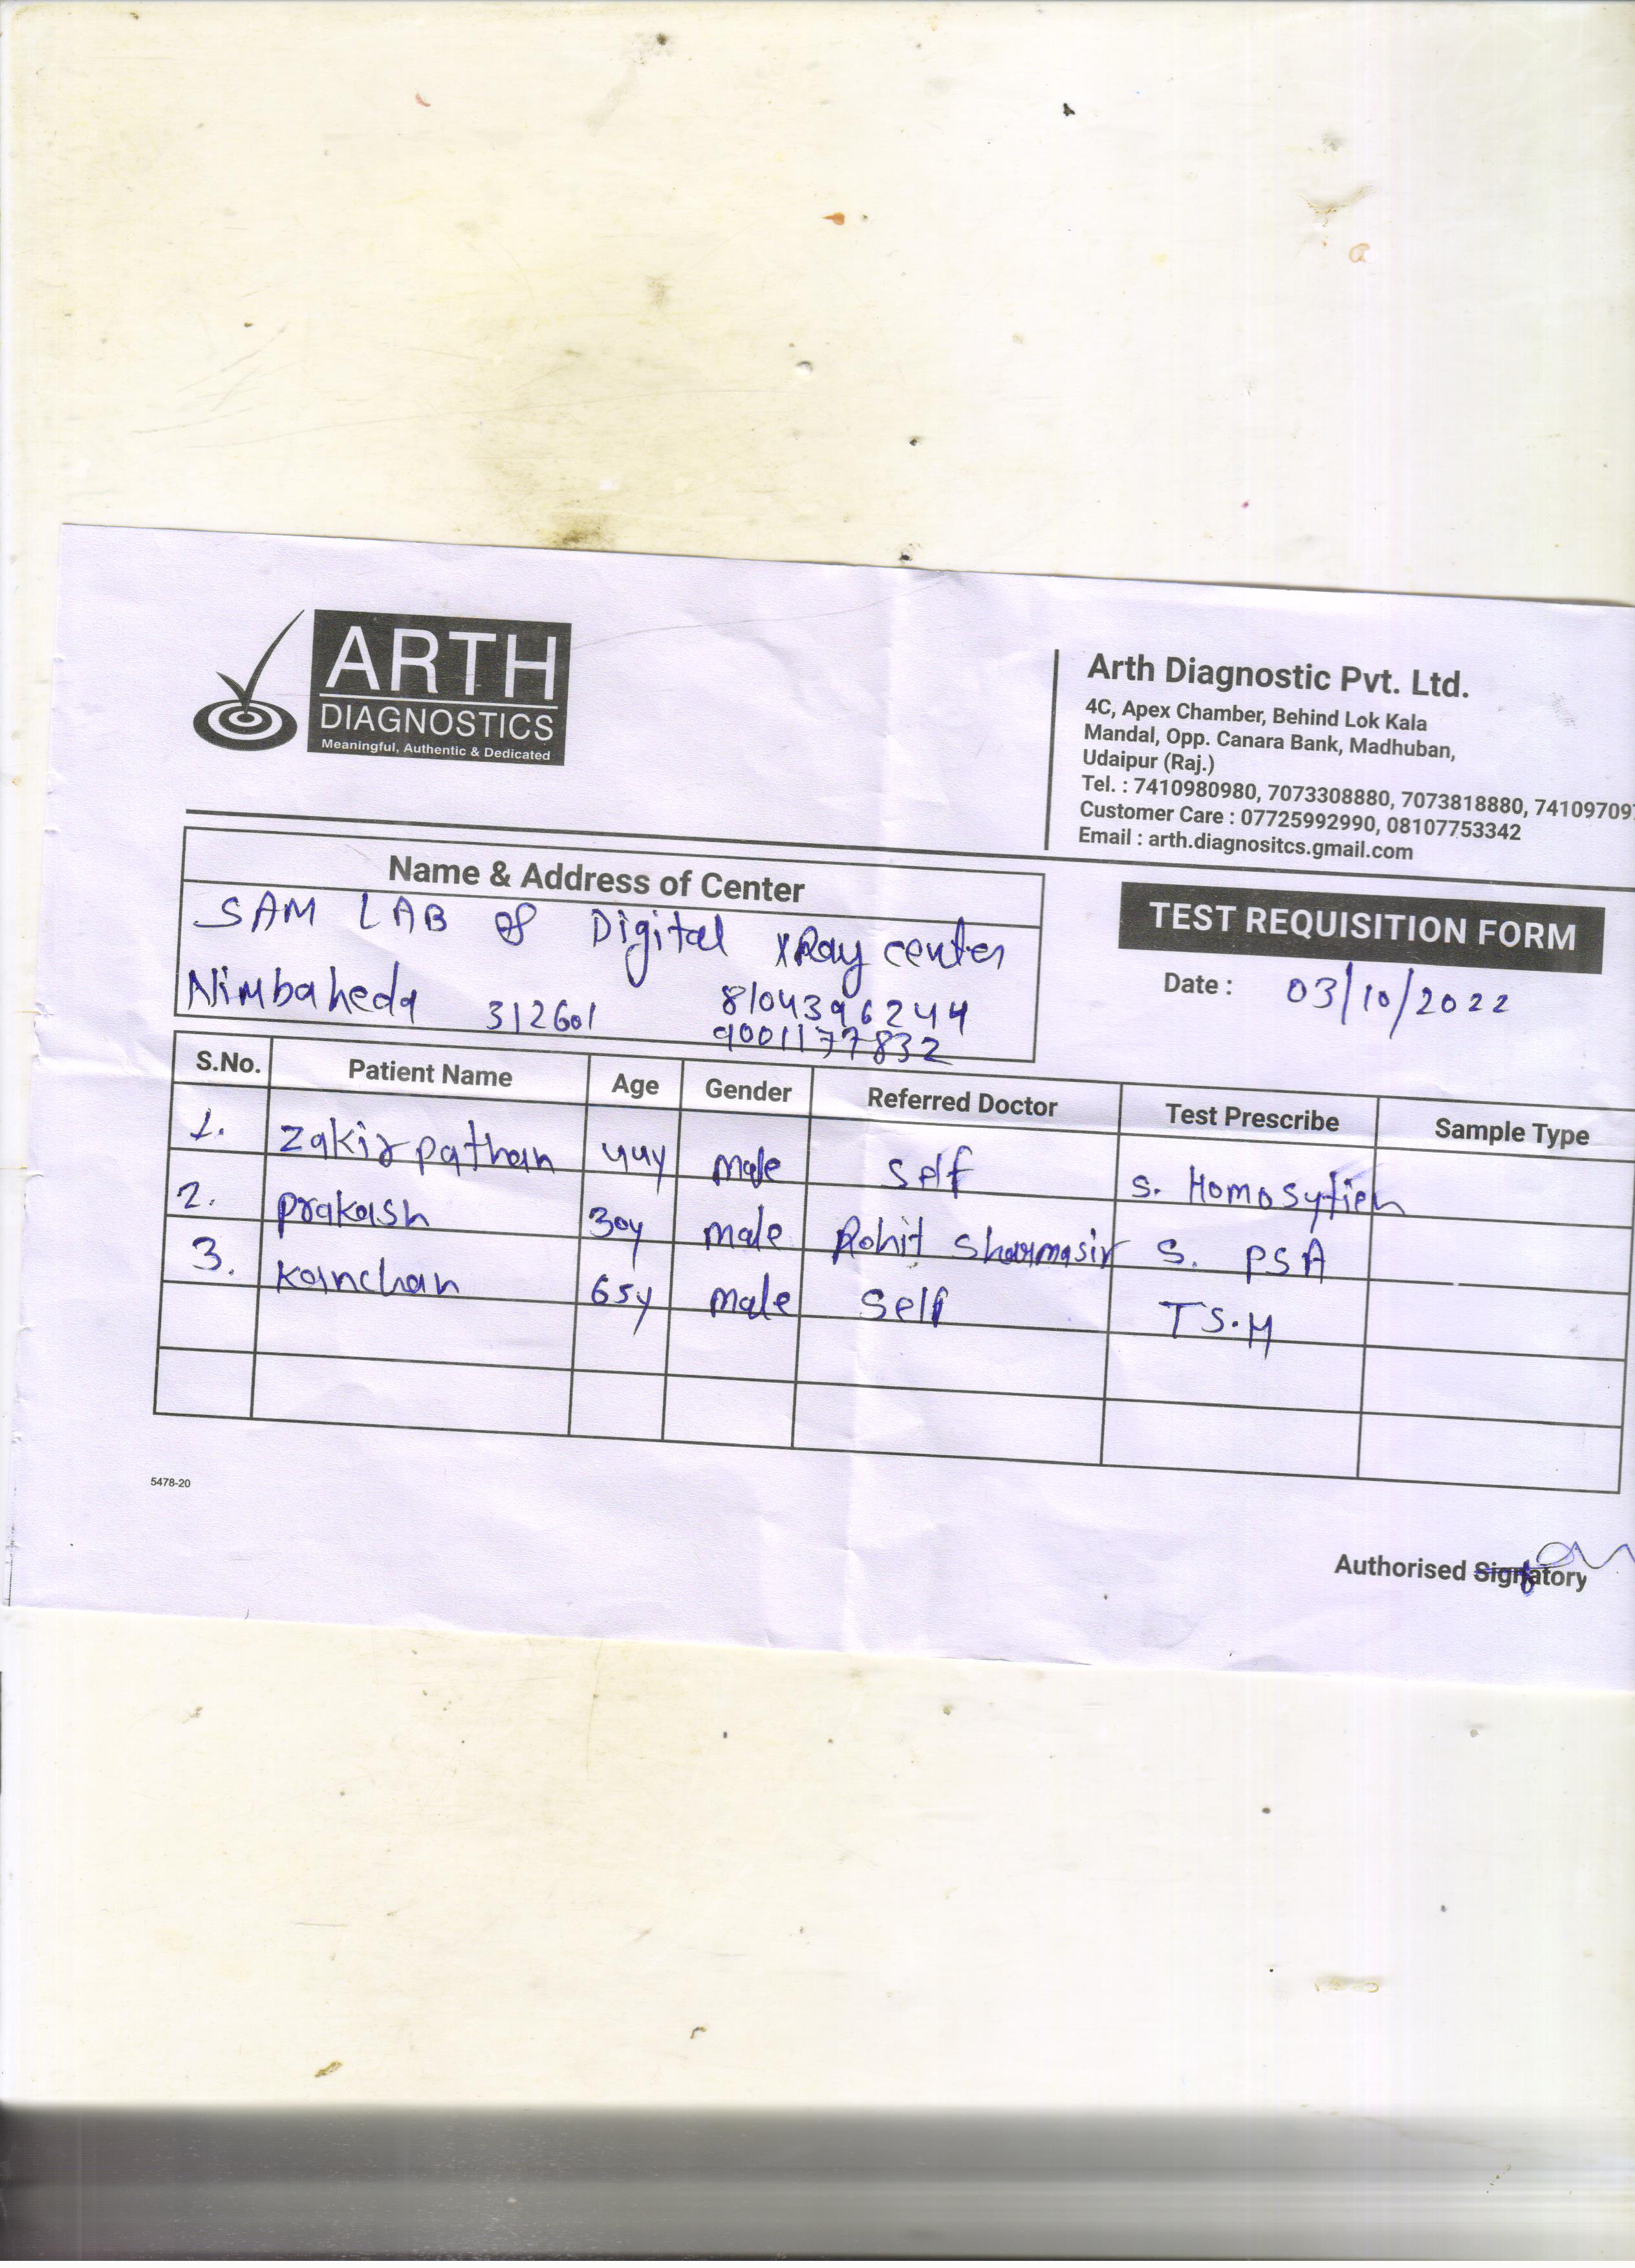 ARTH
DIAGNOSTICS
Meaningful, Authentic & Dedicated
Arth Diagnostic Pvt. Ltd.
4C, Apex Chamber, Behind Lok Kala
Mandal, Opp. Canara Bank, Madhuban,
Udaipur (Raj.)
Tel. : 7410980980, 7073308880, 7073818880, 741097097
Customer Care : 07725992990, 08107753342
Email : arth.diagnositcs.gmail.com
Name & Address of Center
SAM LAB & Digital XRay center
Nimbaheda 312601 8104396244
9001177832
TEST REQUISITION FORM
Date : 03/10/2022
S.No. Patient Name Age Gender Referred Doctor Test Prescribe Sample Type
1. Zakir pathan 44y male Self S. Homosytien
2. prakash 30y male Rohit Sharmasir S. PSA
3. kanchan 65y male Self TS.H
5478-20
Authorised Signatory